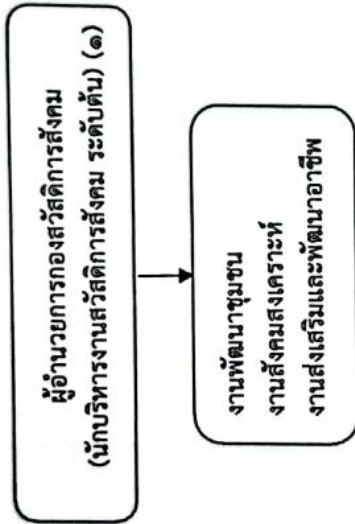 ผู้อำนวยการกองสวัสดิการสังคม
(นักบริหารงานสวัสดิการสังคม ระดับต้น) (๑)
งานพัฒนาชุมชน
งานสังคมสงเคราะห์
งานส่งเสริมและพัฒนาอาชีพ